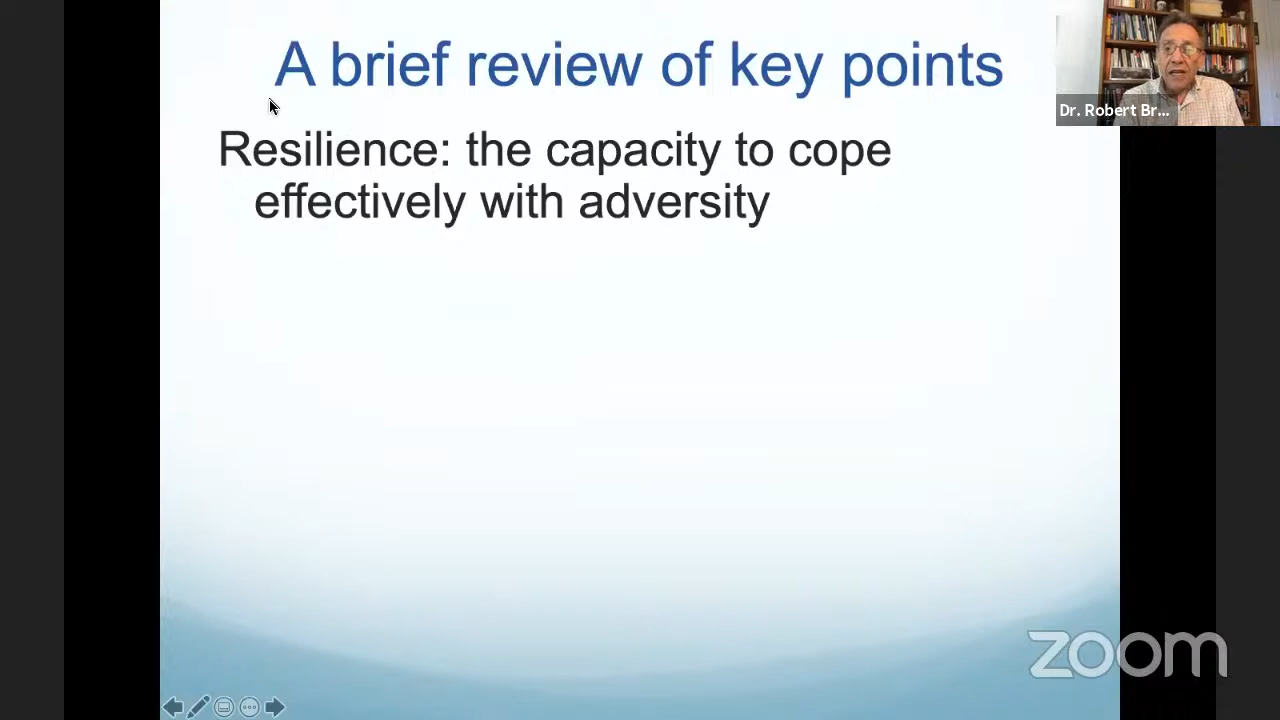 A brief review of key points
Resilience: the capacity to cope
effectively with adversity
Dr. Robert Br...
zoom